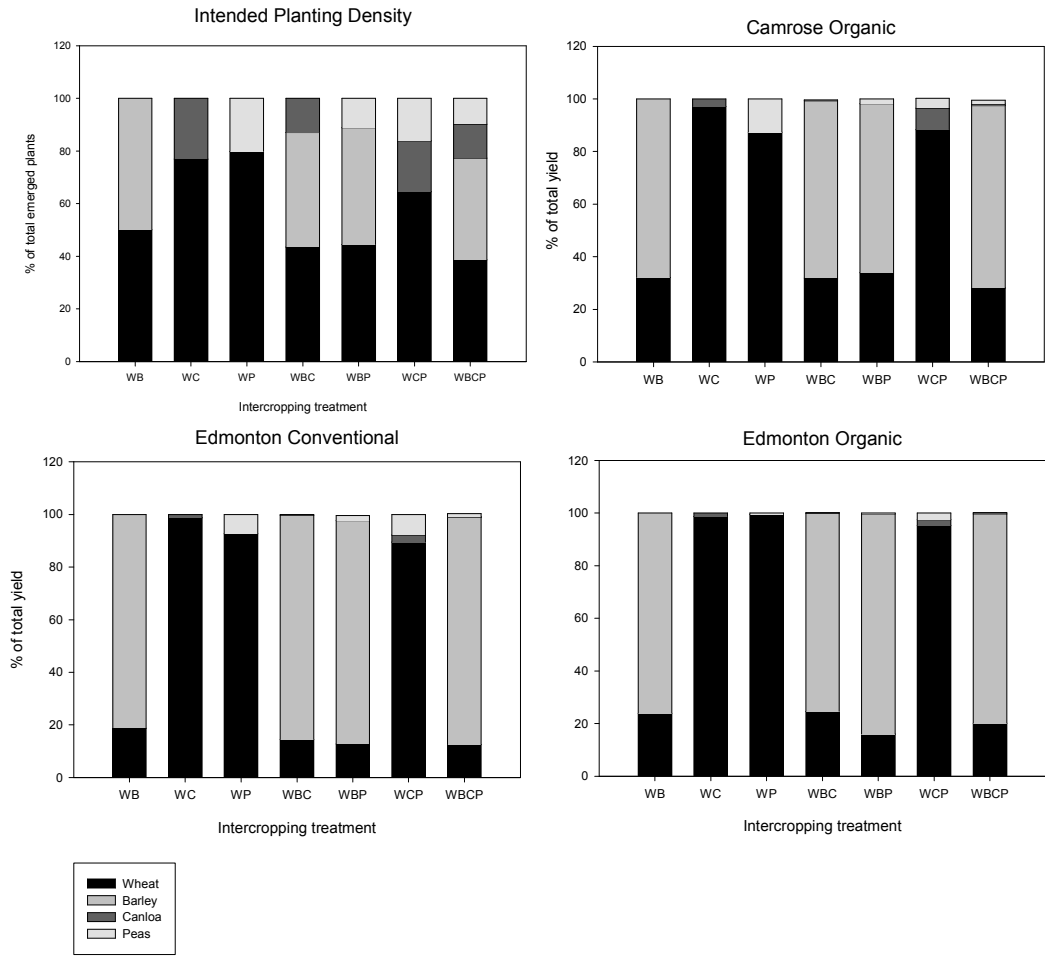 Intended Planting Density
% of total emerged plants
120
100
80
60
40
20
0
WB WC WP WBC WBP WCP WBCP
Intercropping treatment
Camrose Organic
% of total yield
120
100
80
60
40
20
0
WB WC WP WBC WBP WCP WBCP
Edmonton Conventional
% of total yield
120
100
80
60
40
20
0
WB WC WP WBC WBP WCP WBCP
Intercropping treatment
Edmonton Organic
120
100
80
60
40
20
0
WB WC WP WBC WBP WCP WBCP
Intercropping treatment
Wheat
Barley
Canloa
Peas